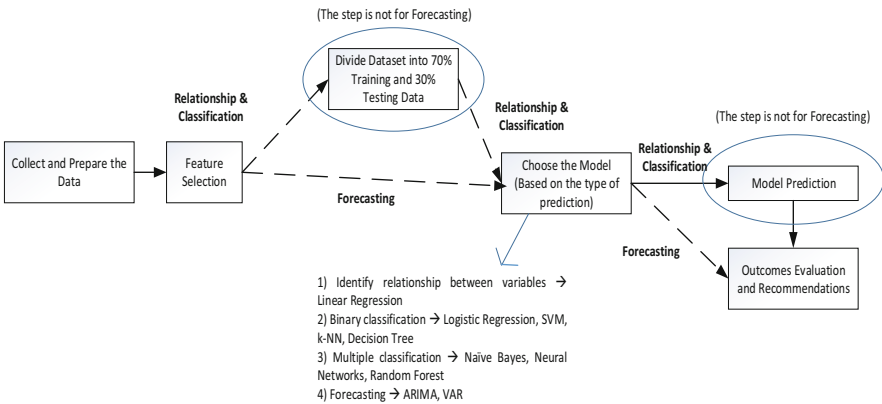 (The step is not for Forecasting)
Divide Dataset into 70%
Training and 30%
Testing Data
Relationship &
Classification
Relationship &
Classification
(The step is not for Forecasting)
Collect and Prepare the
Data
Feature
Selection
Forecasting
Choose the Model
(Based on the type of
prediction)
Relationship &
Classification
Model Prediction
Forecasting
Outcomes Evaluation
and Recommendations
1) Identify relationship between variables →
Linear Regression
2) Binary classification → Logistic Regression, SVM,
k-NN, Decision Tree
3) Multiple classification → Naïve Bayes, Neural
Networks, Random Forest
4) Forecasting → ARIMA, VAR